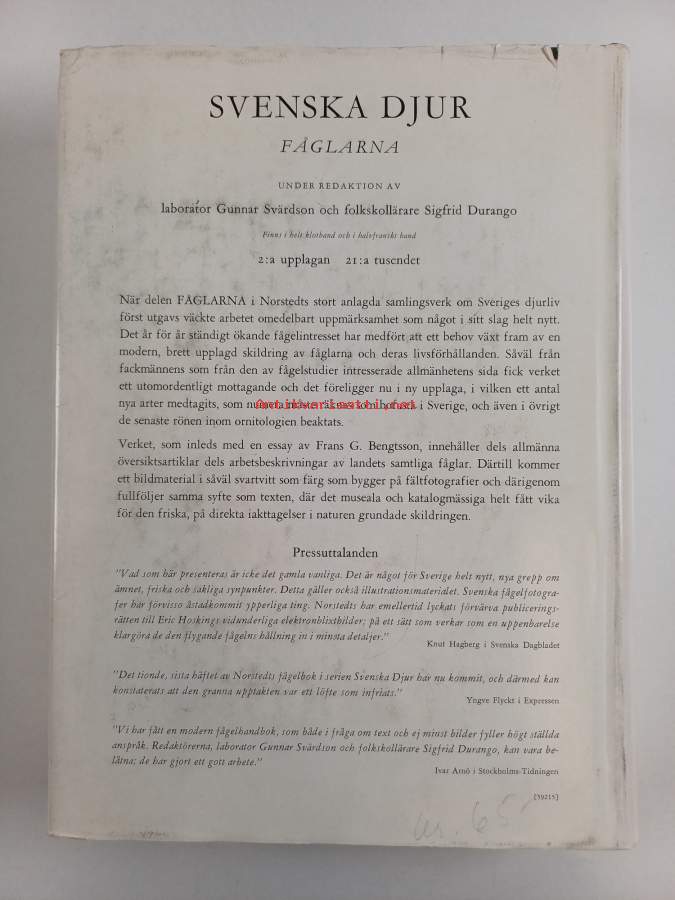 SVENSKA DJUR
FÅGLARNA
UNDER REDAKTION AV
laborator Gunnar Svärdson och folkskollärare Sigfrid Durango
Finns i helt klotband och i halvfranskt band
2:a upplagan 21:a tusendet
När delen FÅGLARNA i Norstedts stort anlagda samlingsverk om Sveriges djurliv
först utgavs väckte arbetet omedelbart uppmärksamhet som något i sitt slag helt nytt.
Det år för år ständigt ökande fågelintresset har medfört att ett behov växt fram av en
modern, brett upplagd skildring av fåglarna och deras livsförhållanden. Såväl från
fackmännens som från den av fågelstudier intresserade allmänhetens sida fick verket
ett utomordentligt mottagande och det föreligger nu i ny upplaga, i vilken ett antal
nya arter medtagits, som numera måste räknas som bofasta i Sverige, och även i övrigt
de senaste rönen inom ornitologien beaktats.
Verket, som inleds med en essay av Frans G. Bengtsson, innehåller dels allmänna
översiktsartiklar dels artbeskrivningar av landets samtliga fåglar. Därtill kommer
ett bildmaterial i såväl svartvitt som färg som bygger på fältfotografier och därigenom
fullföljer samma syfte som texten, där det museala och katalogmässiga helt fått vika
för den friska, på direkta iakttagelser i naturen grundade skildringen.
Pressuttalanden
"Vad som här presenteras är icke det gamla vanliga. Det är något för Sverige helt nytt, nya grepp om
ämnet, friska och sakliga synpunkter. Detta gäller också illustrationsmaterialet. Svenska fågelfotogra-
fer har förvisso åstadkommit ypperliga ting. Norstedts har emellertid lyckats förvärva publicerings-
rätten till Eric Hoskings vidunderliga elektronblixtbilder; på ett sätt som verkar som en uppenbarelse
klargöra de den flygande fågelns hållning in i minsta detaljer."
Knut Hagberg i Svenska Dagbladet
"Det tionde, sista häftet av Norstedts fågelbok i serien Svenska Djur har nu kommit, och därmed kan
konstaterats att den granna upptakten var ett löfte som infriats."
Yngve Flyckt i Expressen
"Vi har fått en modern fågelhandbok, som både i fråga om text och ej minst bilder fyller högt ställda
anspråk. Redaktörerna, laborator Gunnar Svärdson och folkskollärare Sigfrid Durango, kan vara be-
låtna; de har gjort ett gott arbete."
Ivar Arnö i Stockholms-Tidningen
[59215]